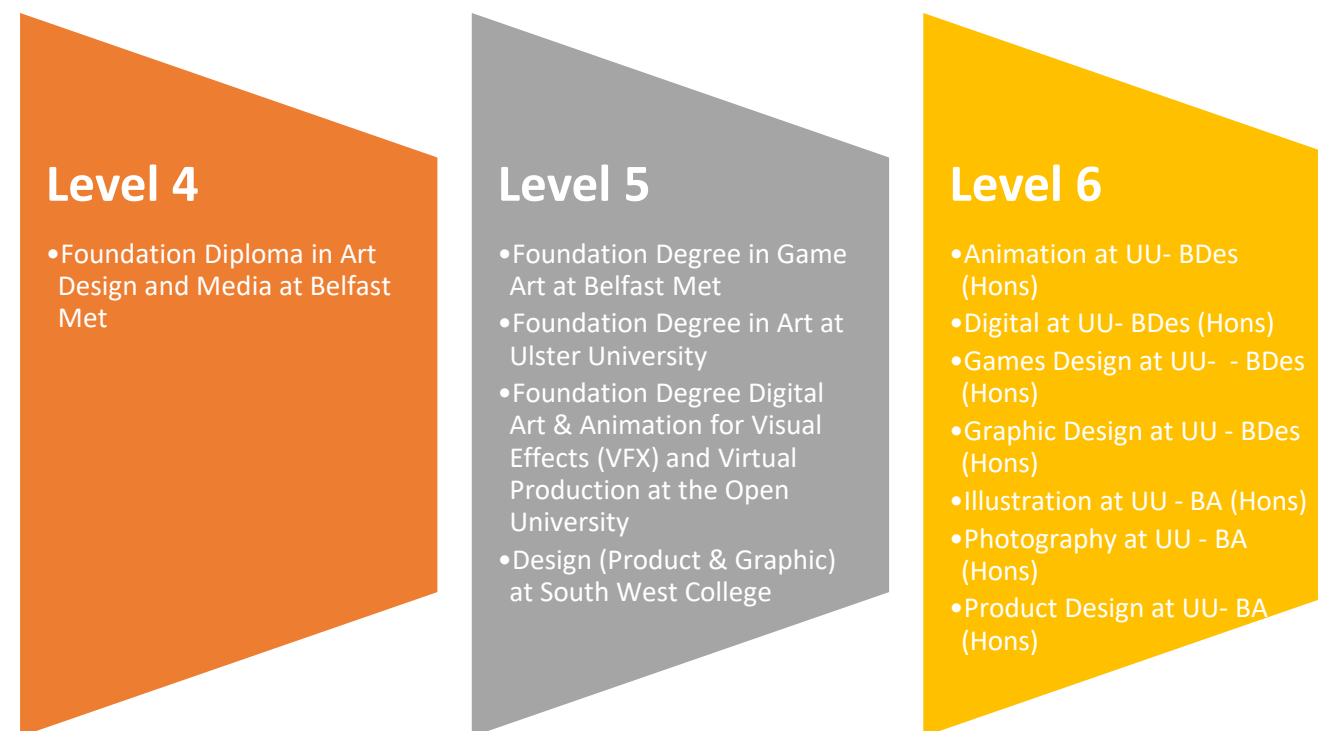 Level 4
•Foundation Diploma in Art
Design and Media at Belfast
Met
Level 5
•Foundation Degree in Game
Art at Belfast Met
•Foundation Degree in Art at
Ulster University
•Foundation Degree Digital
Art & Animation for Visual
Effects (VFX) and Virtual
Production at the Open
University
•Design (Product & Graphic)
at South West College
Level 6
•Animation at UU- BDes
(Hons)
•Digital at UU- BDes (Hons)
•Games Design at UU-  - BDes
(Hons)
•Graphic Design at UU - BDes
(Hons)
•Illustration at UU - BA (Hons)
•Photography at UU - BA
(Hons)
•Product Design at UU- BA
(Hons)